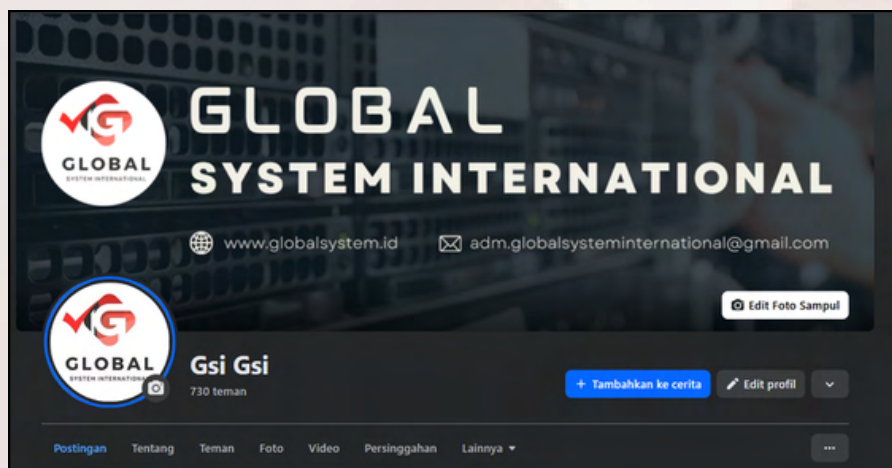 GLOBAL
SYSTEM INTERNATIONAL
G
GLOBAL
SYSTEM INTERNATIONAL
www.globalsystem.id
adm.globalsysteminternational@gmail.com
Edit Foto Sampul
G
GLOBAL
SYSTEM INTERNATIONAL
Gsi Gsi
730 teman
+ Tambahkan ke cerita
Edit profil
Postingan
Tentang
Teman
Foto
Video
Persinggahan
Lainnya